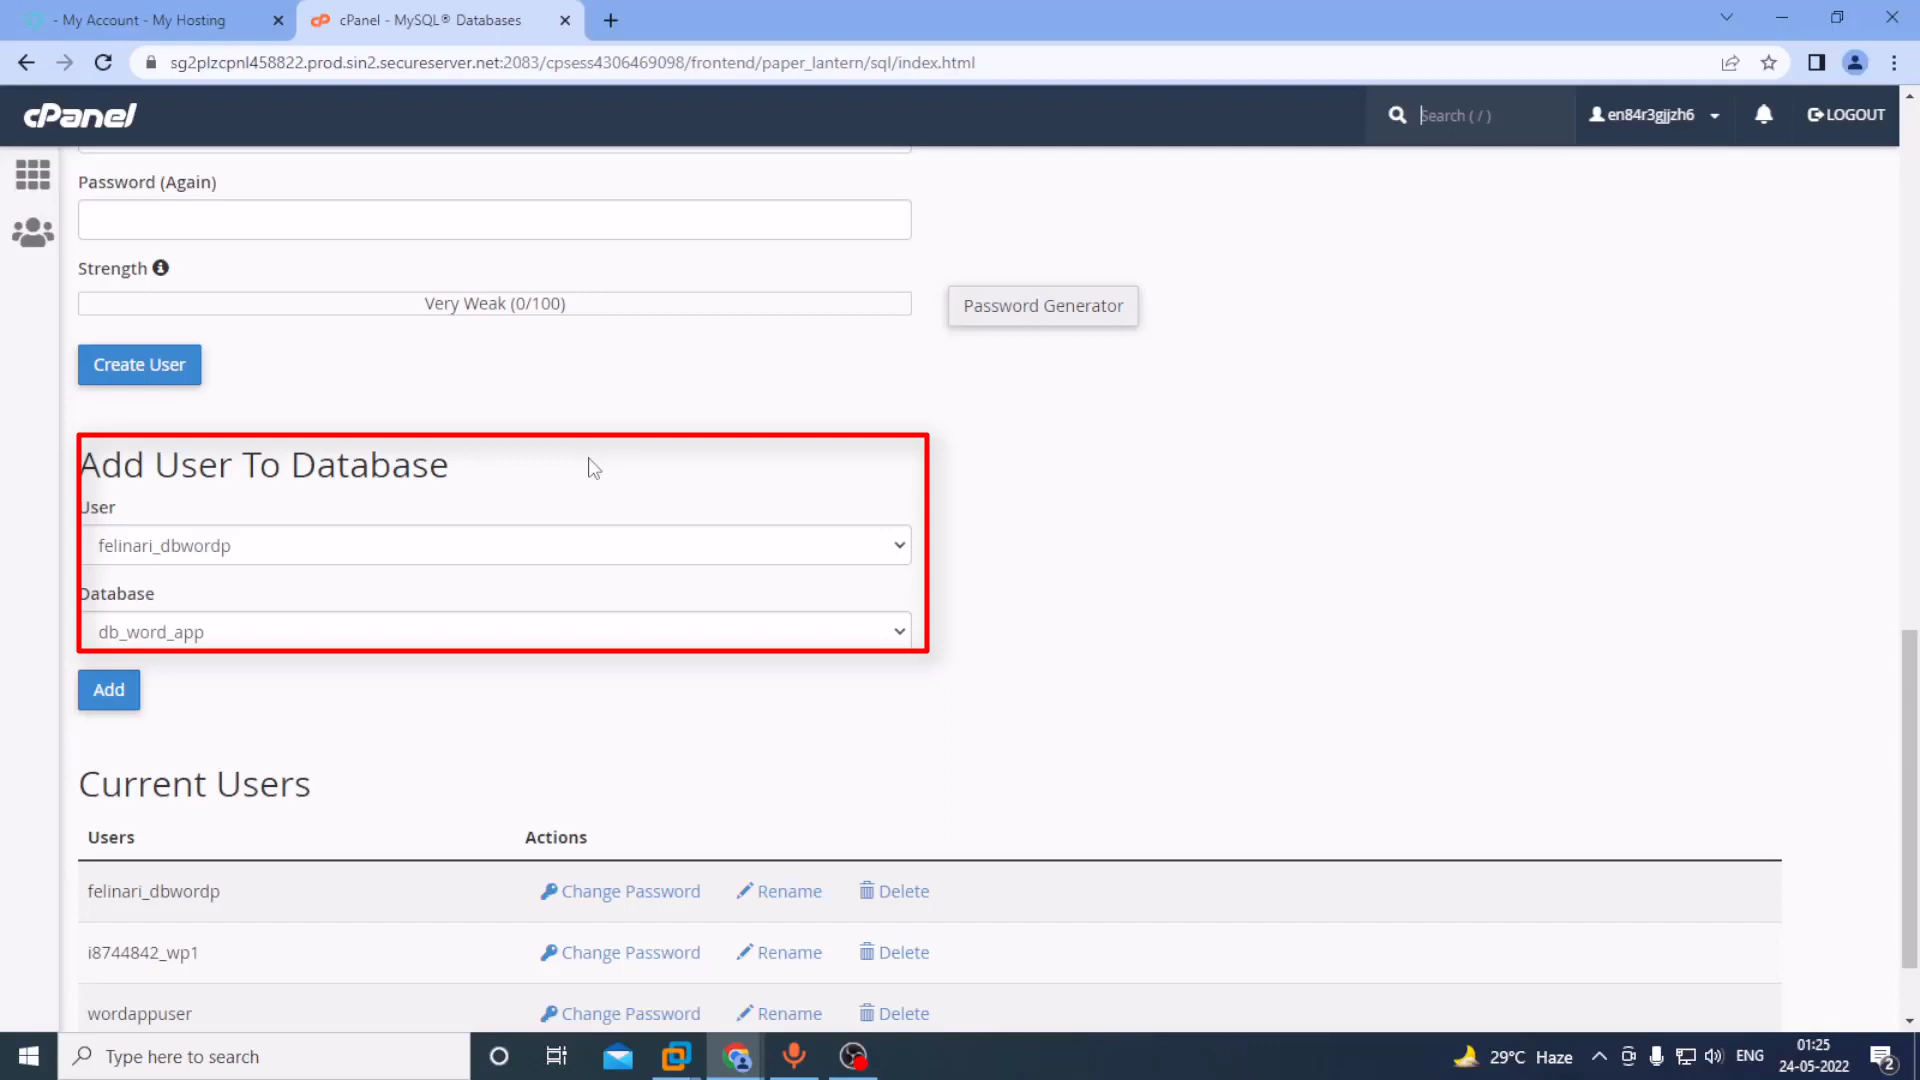 - My Account - My Hosting
cPanel - MySQL® Databases
sg2plzcpnl458822.prod.sin2.secureserver.net:2083/cpsess4306469098/frontend/paper_lantern/sql/index.html
cPanel
Search ( / )
en84r3gjjzh6
LOGOUT
Password (Again)
Strength
Very Weak (0/100)
Password Generator
Create User
Add User To Database
User
felinari_dbwordp
Database
db_word_app
Add
Current Users
Users Actions
felinari_dbwordp Change Password Rename Delete
i8744842_wp1 Change Password Rename Delete
wordappuser Change Password Rename Delete
Type here to search
29°C Haze
ENG
01:25
24-05-2022
2